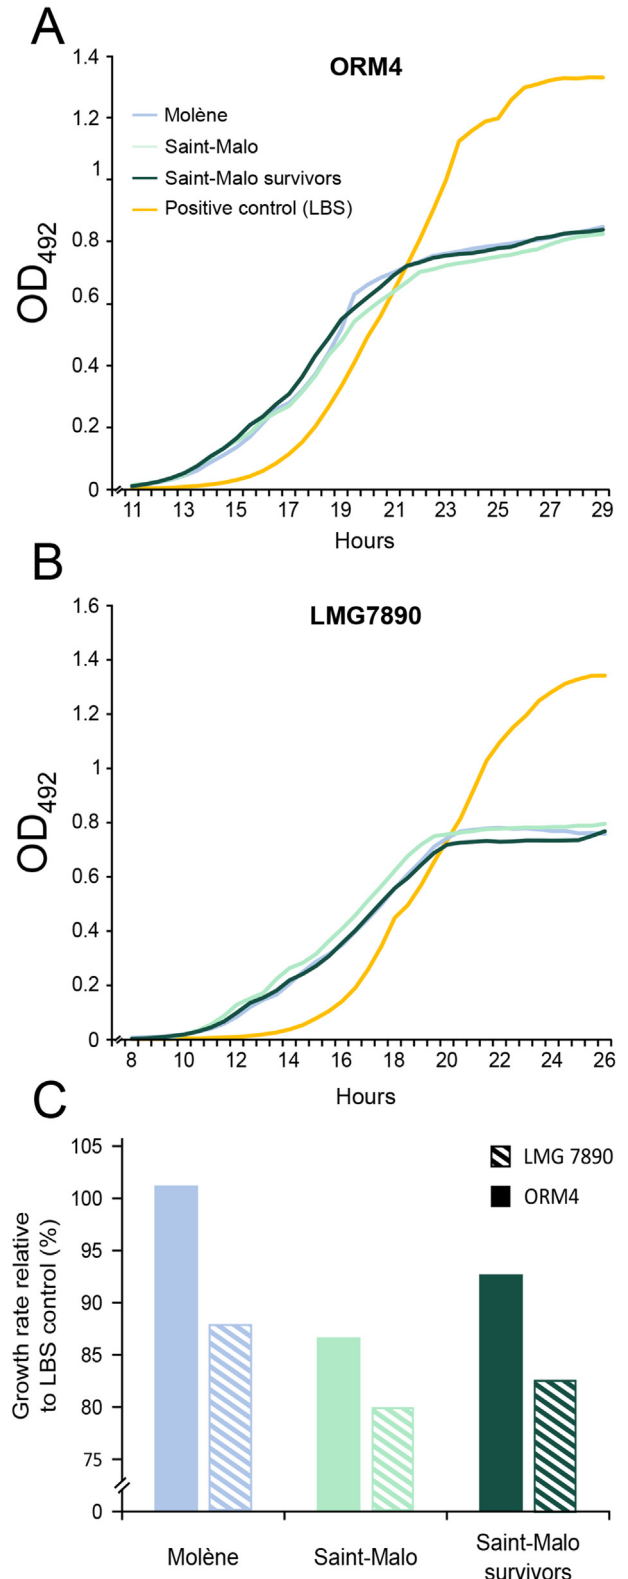 A
ORM4
1.4
1.2
1
0.8
0.6
0.4
0.2
0
OD492
Molène
Saint-Malo
Saint-Malo survivors
Positive control (LBS)
11 13 15 17 19 21 23 25 27 29
Hours
B
LMG7890
1.6
1.4
1.2
1
0.8
0.6
0.4
0.2
0
OD492
8 10 12 14 16 18 20 22 24 26
Hours
C
105
100
95
90
85
80
75
0
Growth rate relative
to LBS control (%)
LMG 7890
ORM4
Molène
Saint-Malo
Saint-Malo
survivors